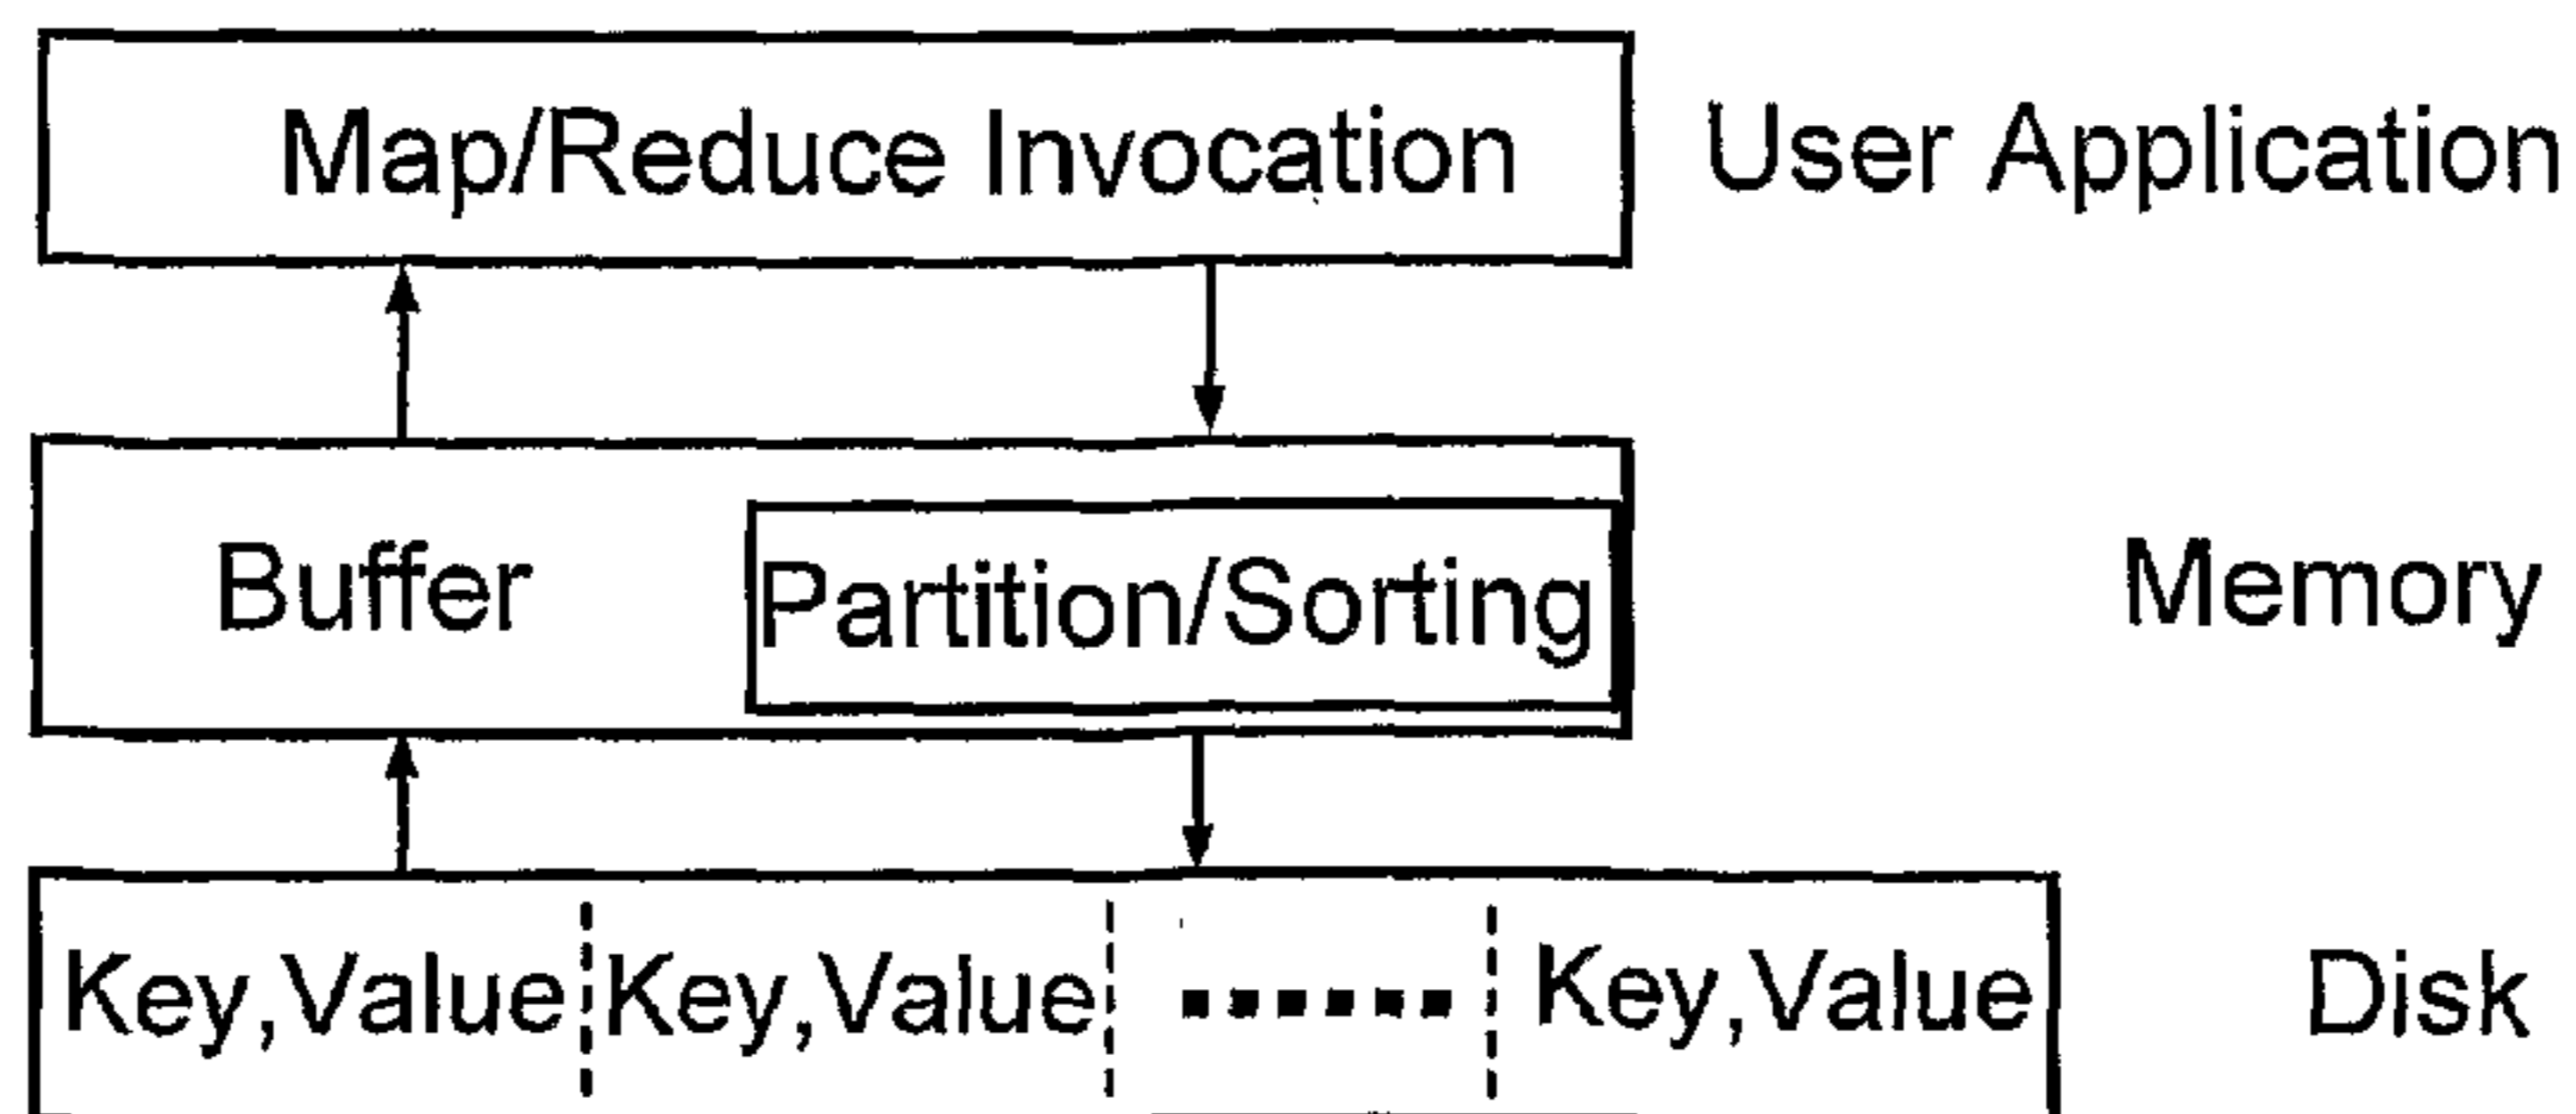 Map/Reduce Invocation User Application
Buffer Partition/Sorting Memory
Key,Value Key,Value Key,Value Disk